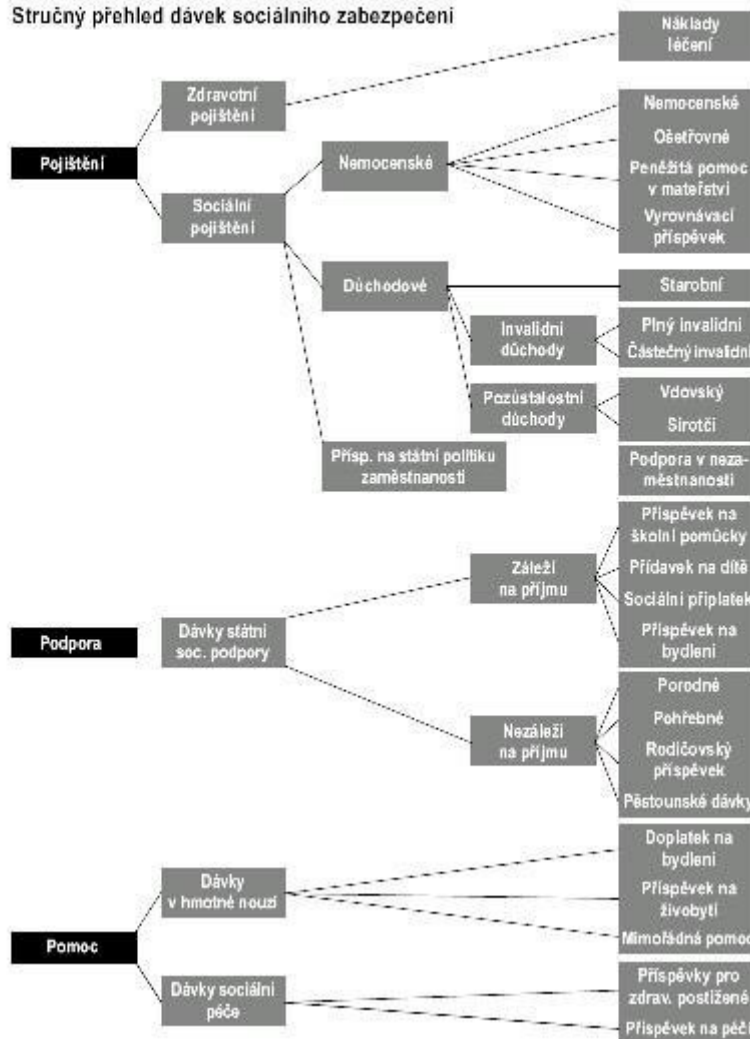 Stručný přehled dávek sociálního zabezpečení
Náklady
léčení
Zdravotní
pojištění
Pojištění
Sociální
pojištění
Nemocenské
Nemocenské
Ošetřovné
Peněžitá pomoc
v mateřství
Vyrovnávací
příspěvek
Důchodové
Starobní
Invalidní
důchody
Plný invalidní
Částečný invalidní
Pozůstalostní
důchody
Vdovský
Sirotčí
Přísp. na státní politiku
zaměstnanosti
Podpora v neza-
městnanosti
Podpora
Dávky státní
soc. podpory
Záleží
na příjmu
Příspěvek na
školní pomůcky
Přídavek na dítě
Sociální příplatek
Příspěvek na
bydlení
Nezáleží
na příjmu
Porodné
Pohřebné
Rodičovský
příspěvek
Pěstounské dávky
Pomoc
Dávky
v hmotné nouzi
Doplatek na
bydlení
Příspěvek na
živobytí
Mimořádná pomoc
Dávky sociální
péče
Příspěvky pro
zdrav. postižené
Příspěvek na péči